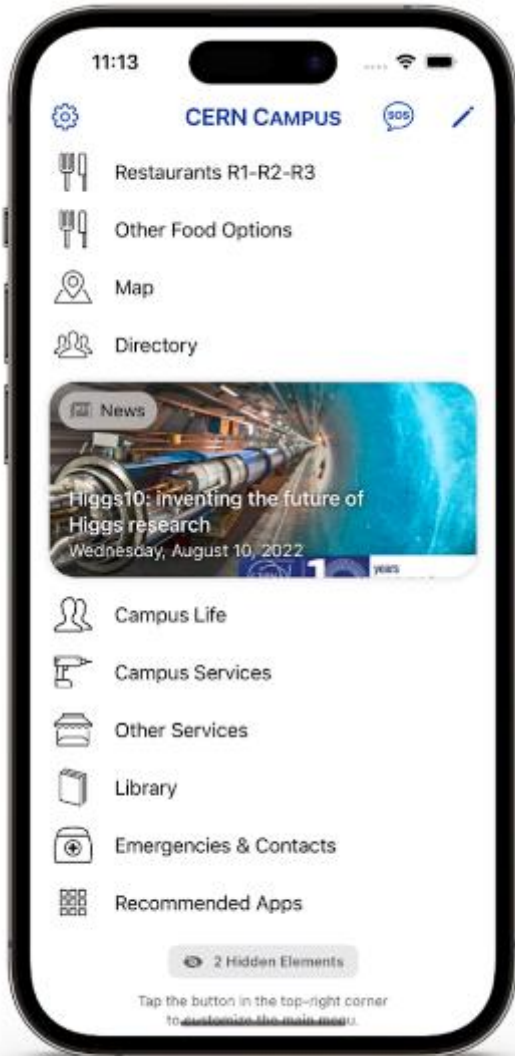 11:13
CERN CAMPUS
SOS
Restaurants R1-R2-R3
Other Food Options
Map
Directory
News
Higgs10: inventing the future of
Higgs research
Wednesday, August 10, 2022
years
Campus Life
Campus Services
Other Services
Library
Emergencies & Contacts
Recommended Apps
2 Hidden Elements
Tap the button in the top-right corner
to customize the main menu.